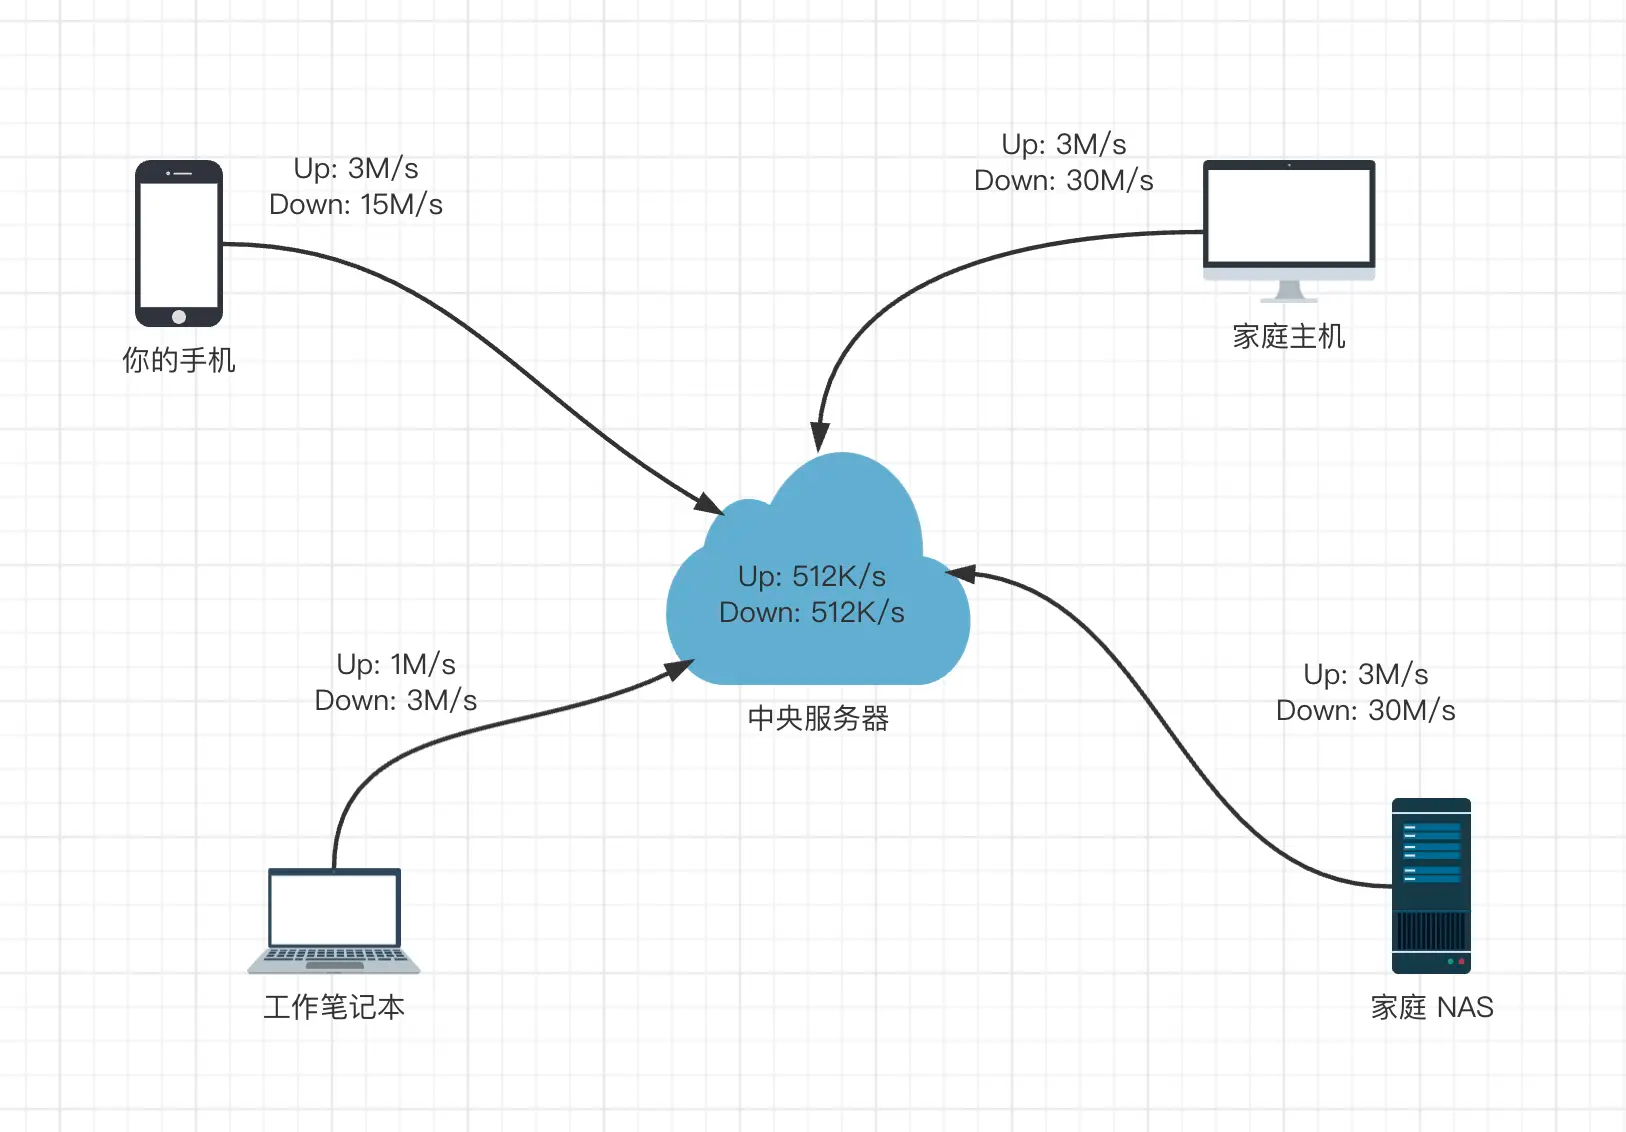 Up: 3M/s
Down: 15M/s
你的手机
Up: 3M/s
Down: 30M/s
家庭主机
Up: 512K/s
Down: 512K/s
中央服务器
Up: 1M/s
Down: 3M/s
工作笔记本
Up: 3M/s
Down: 30M/s
家庭 NAS